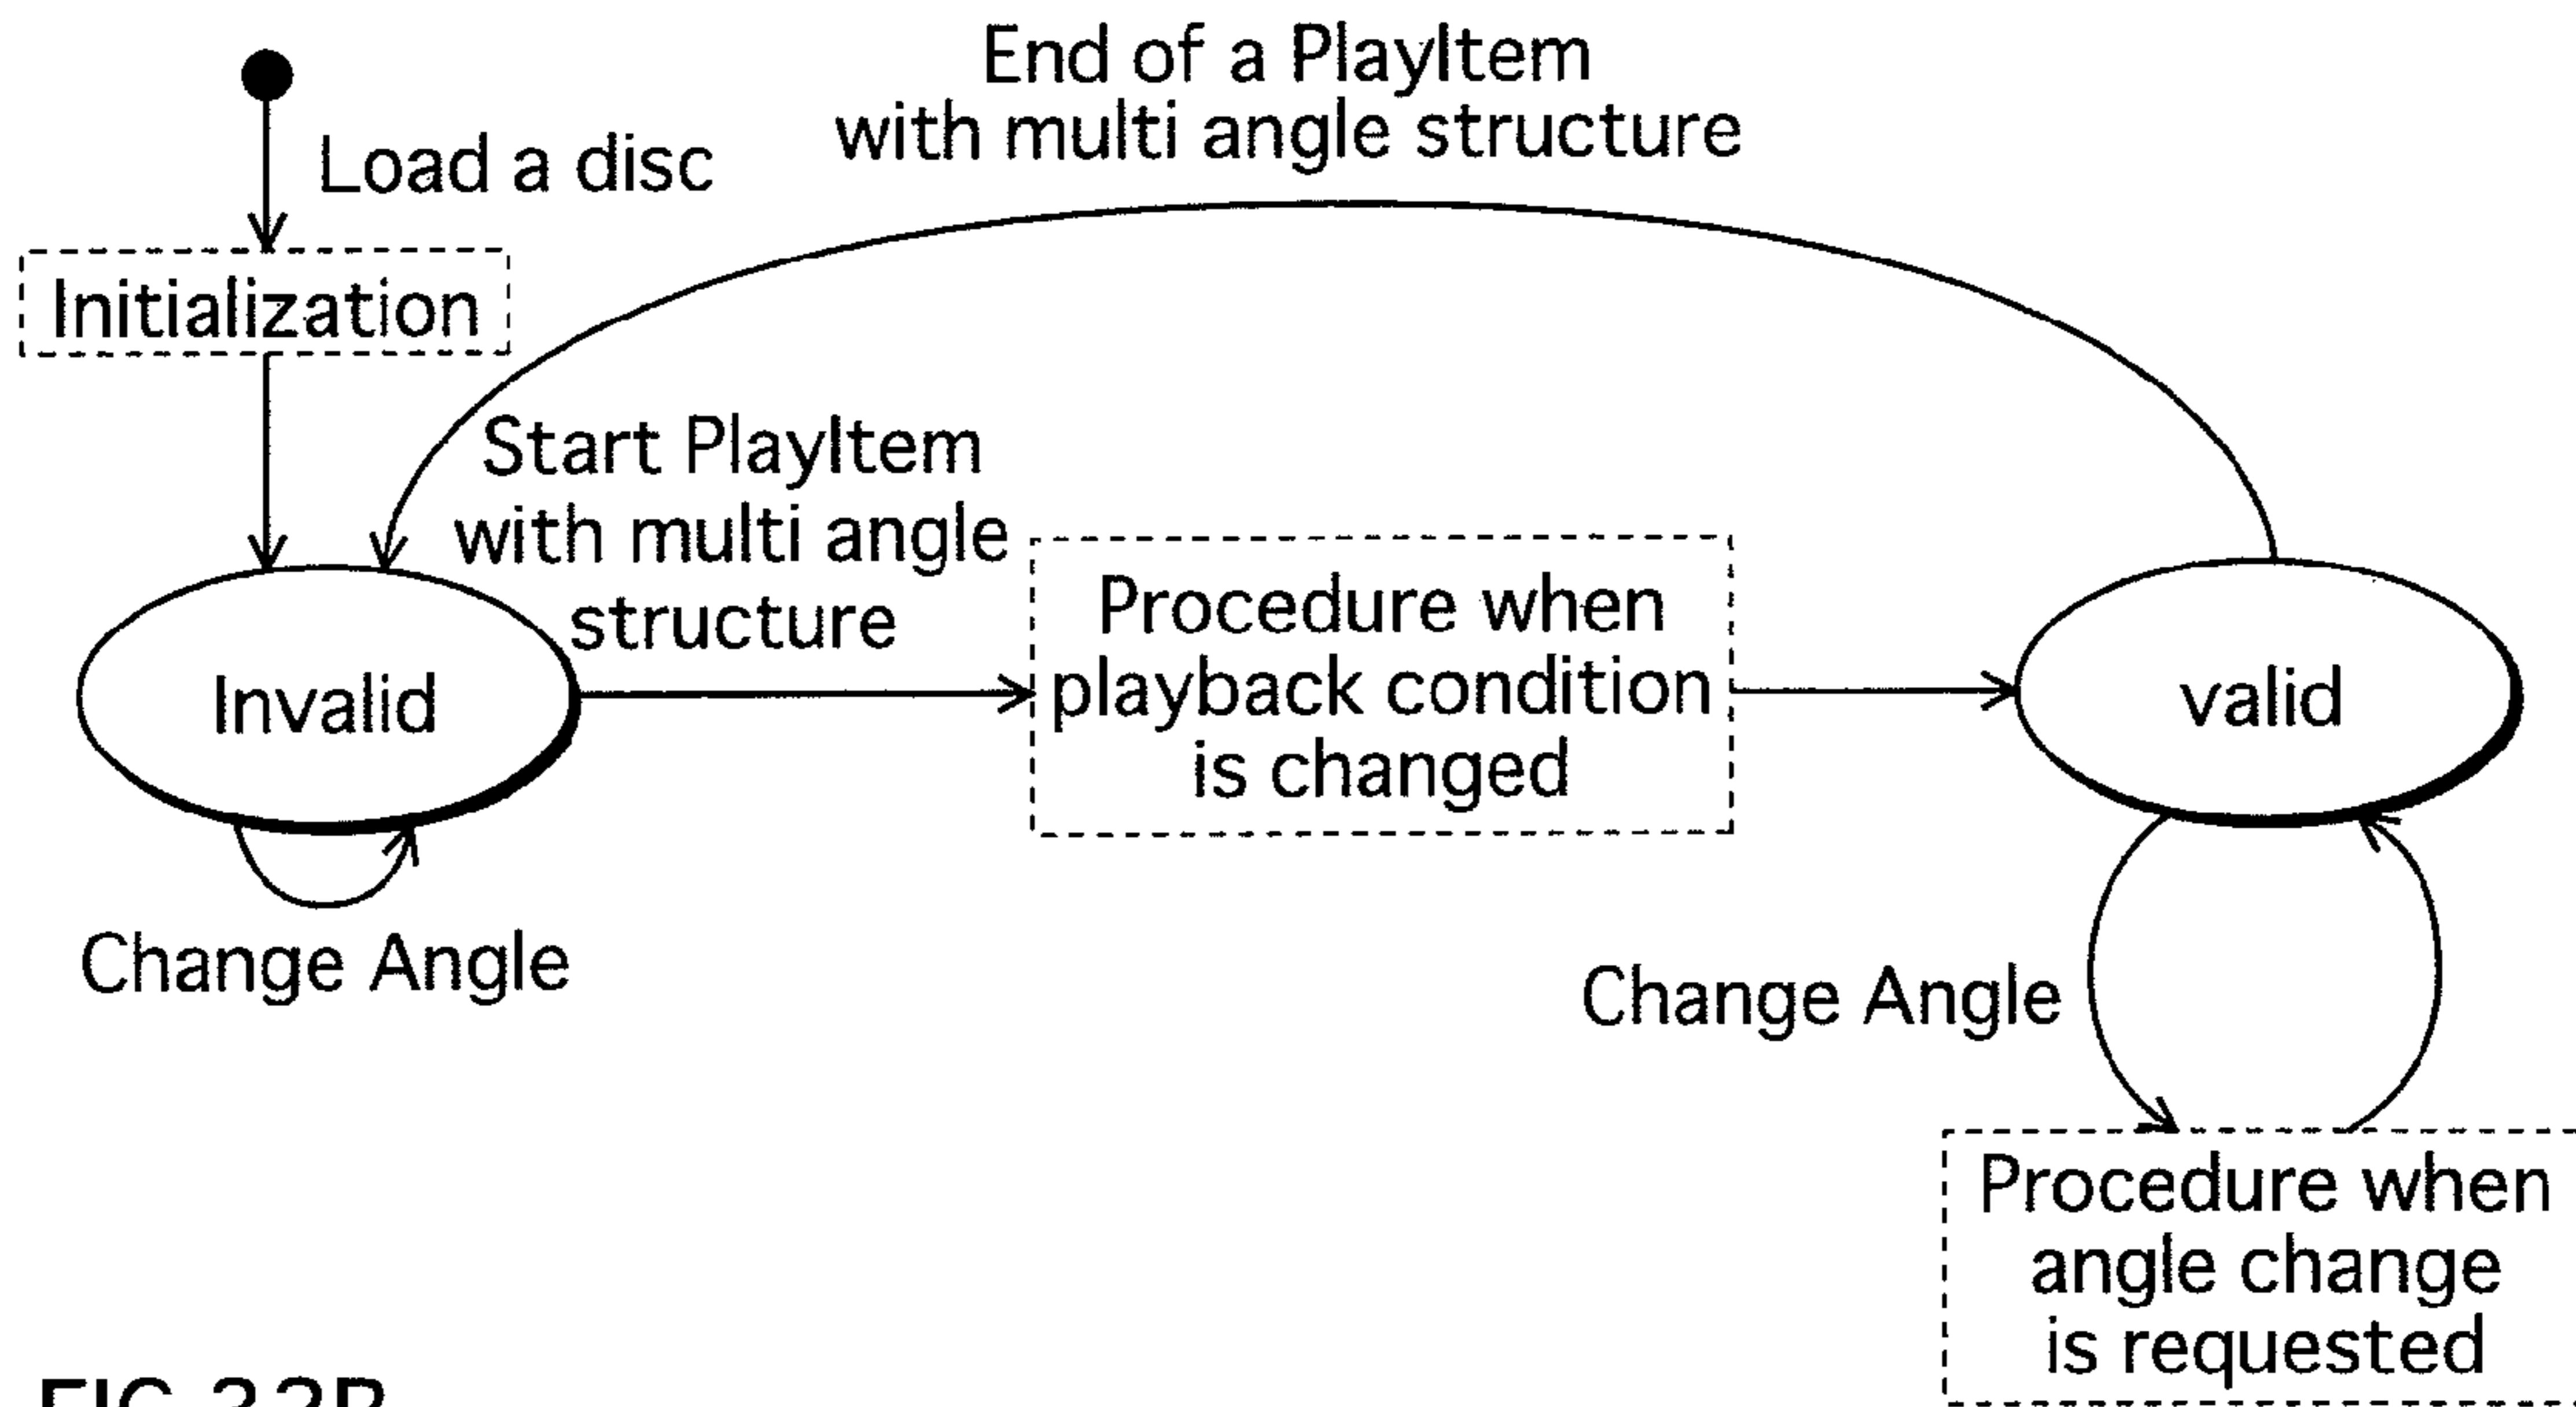 End of a PlayItem
with multi angle structure
Load a disc
Initialization
Start PlayItem
with multi angle
structure
Invalid
Procedure when
playback condition
is changed
valid
Change Angle
Change Angle
Procedure when
angle change
is requested